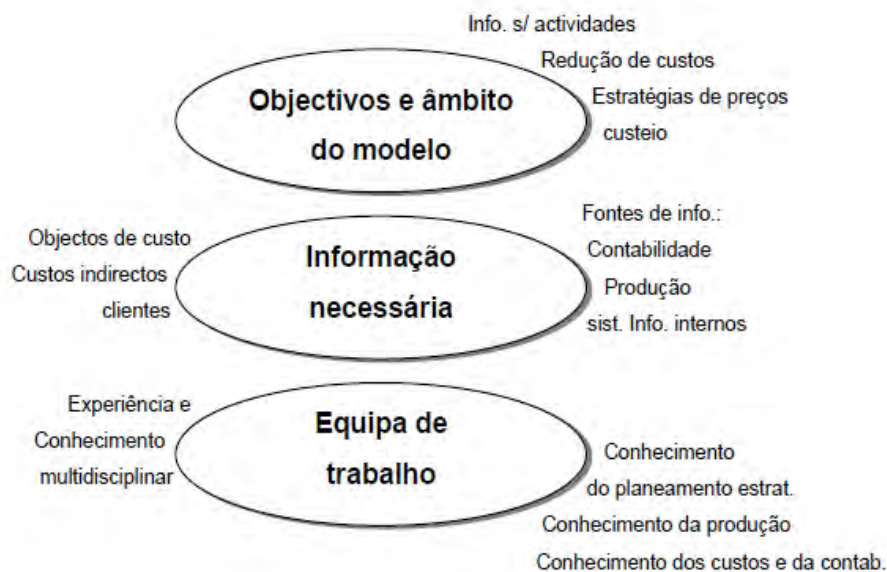 Info. s/ actividades
Redução de custos
Objectivos e âmbito
do modelo
Estratégias de preços
custeio
Objectos de custo
Custos indirectos
clientes
Informação
necessária
Fontes de info.:
Contabilidade
Produção
sist. Info. internos
Experiência e
Conhecimento
multidisciplinar
Equipa de
trabalho
Conhecimento
do planeamento estrat.
Conhecimento da produção
Conhecimento dos custos e da contab.